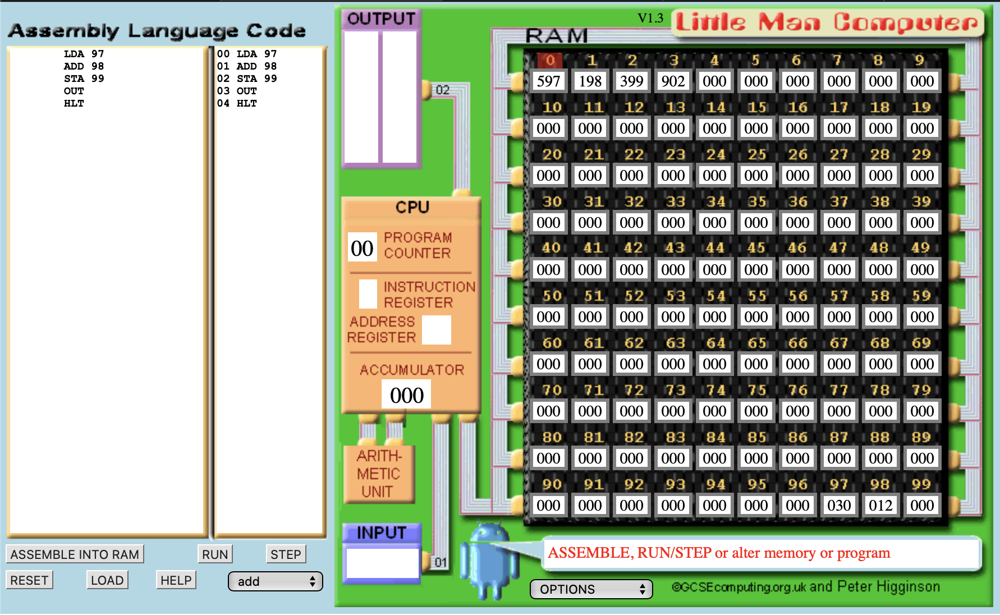 Assembly Language Code
LDA 97
ADD 98
STA 99
OUT
HLT
00 LDA 97
01 ADD 98
02 STA 99
03 OUT
04 HLT
ASSEMBLE INTO RAM
RUN
STEP
RESET
LOAD
HELP
add
OUTPUT
02
CPU
00 PROGRAM
COUNTER
INSTRUCTION
REGISTER
ADDRESS
REGISTER
ACCUMULATOR
000
ARITH-
METIC
UNIT
INPUT
01
V1.3
Little Man Computer
RAM
0 1 2 3 4 5 6 7 8 9
597 198 399 902 000 000 000 000 000 000
10 11 12 13 14 15 16 17 18 19
000 000 000 000 000 000 000 000 000 000
20 21 22 23 24 25 26 27 28 29
000 000 000 000 000 000 000 000 000 000
30 31 32 33 34 35 36 37 38 39
000 000 000 000 000 000 000 000 000 000
40 41 42 43 44 45 46 47 48 49
000 000 000 000 000 000 000 000 000 000
50 51 52 53 54 55 56 57 58 59
000 000 000 000 000 000 000 000 000 000
60 61 62 63 64 65 66 67 68 69
000 000 000 000 000 000 000 000 000 000
70 71 72 73 74 75 76 77 78 79
000 000 000 000 000 000 000 000 000 000
80 81 82 83 84 85 86 87 88 89
000 000 000 000 000 000 000 000 000 000
90 91 92 93 94 95 96 97 98 99
000 000 000 000 000 000 000 030 012 000
ASSEMBLE, RUN/STEP or alter memory or program
OPTIONS
©GCSEcomputing.org.uk and Peter Higginson